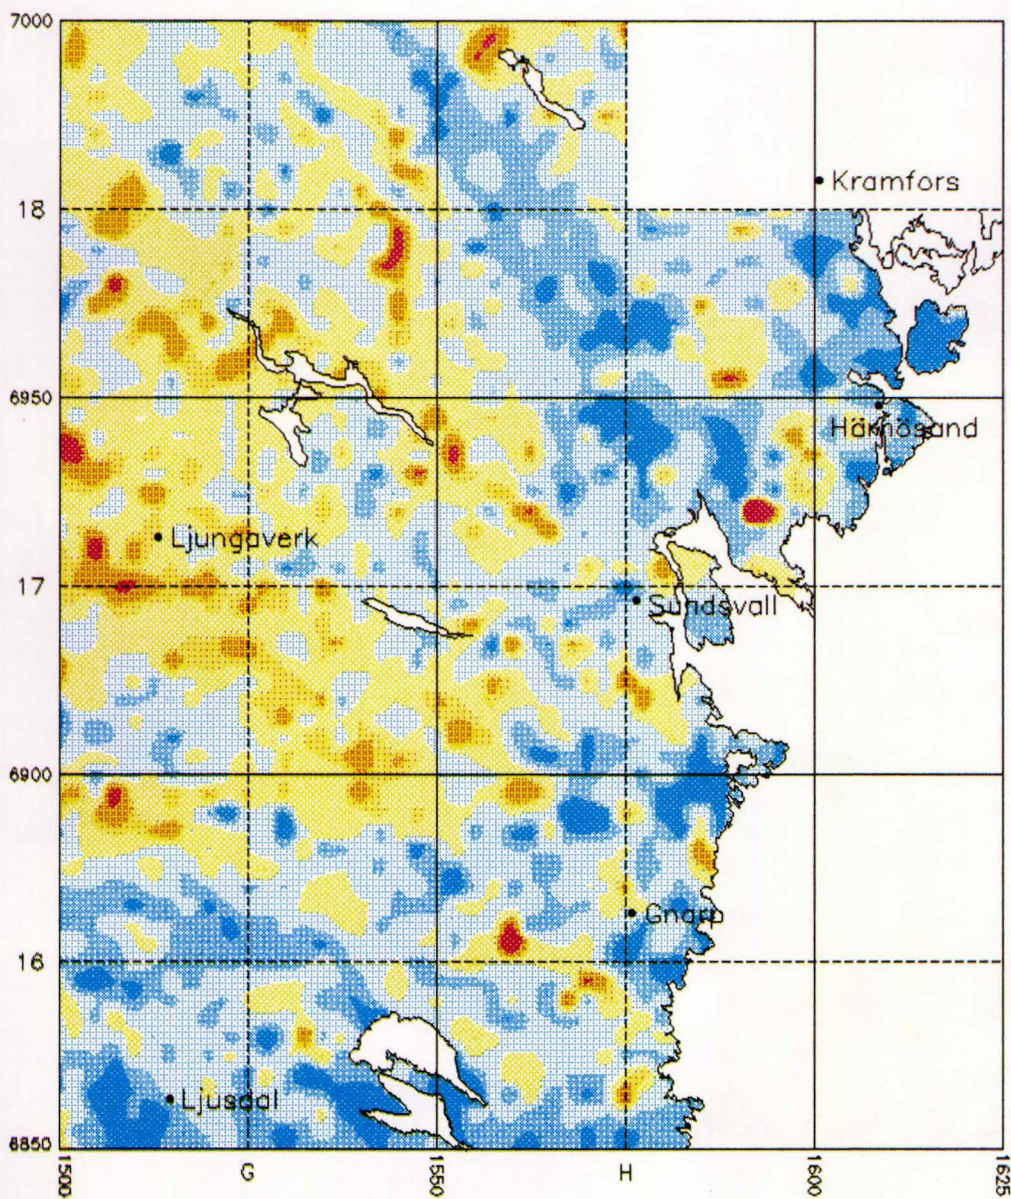 7000
Kramfors
18
6950
Härnösand
Ljungaverk
17
Sundsvall
6900
Gnarp
16
Ljusdal
6850
1500
G
1550
H
1600
1625